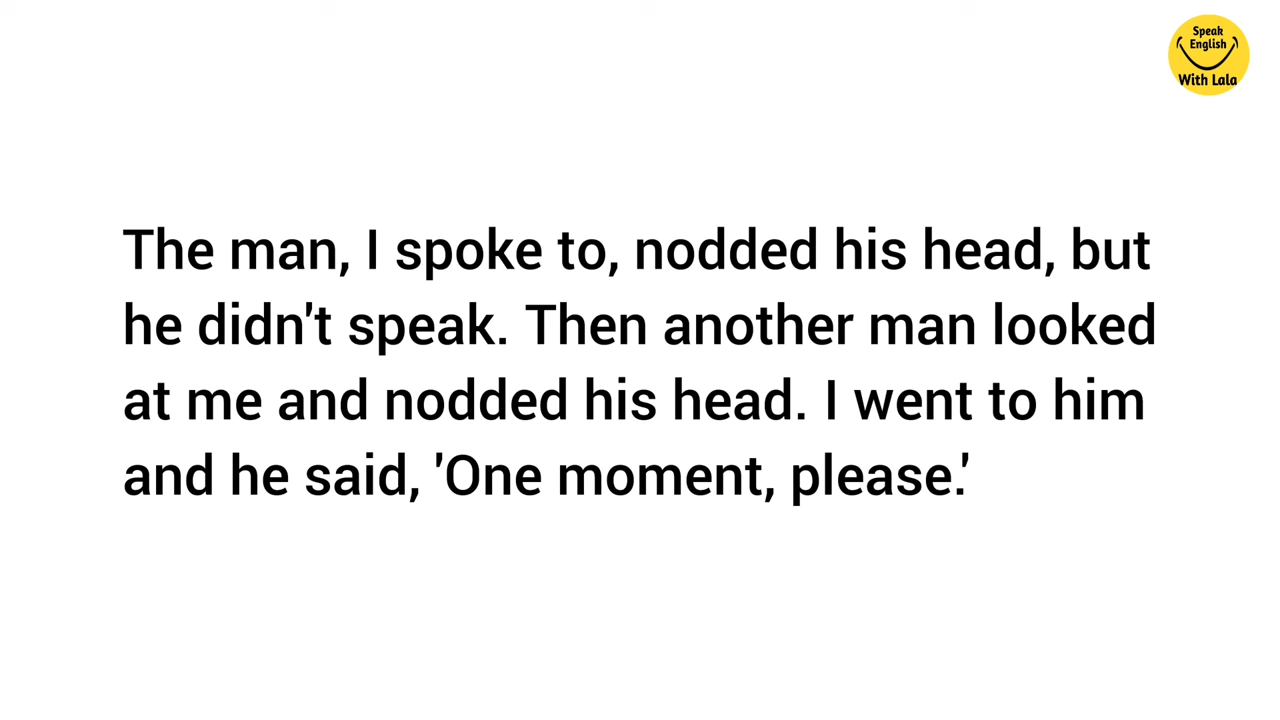 Speak
English
With Lala
The man, I spoke to, nodded his head, but
he didn't speak. Then another man looked
at me and nodded his head. I went to him
and he said, 'One moment, please.'